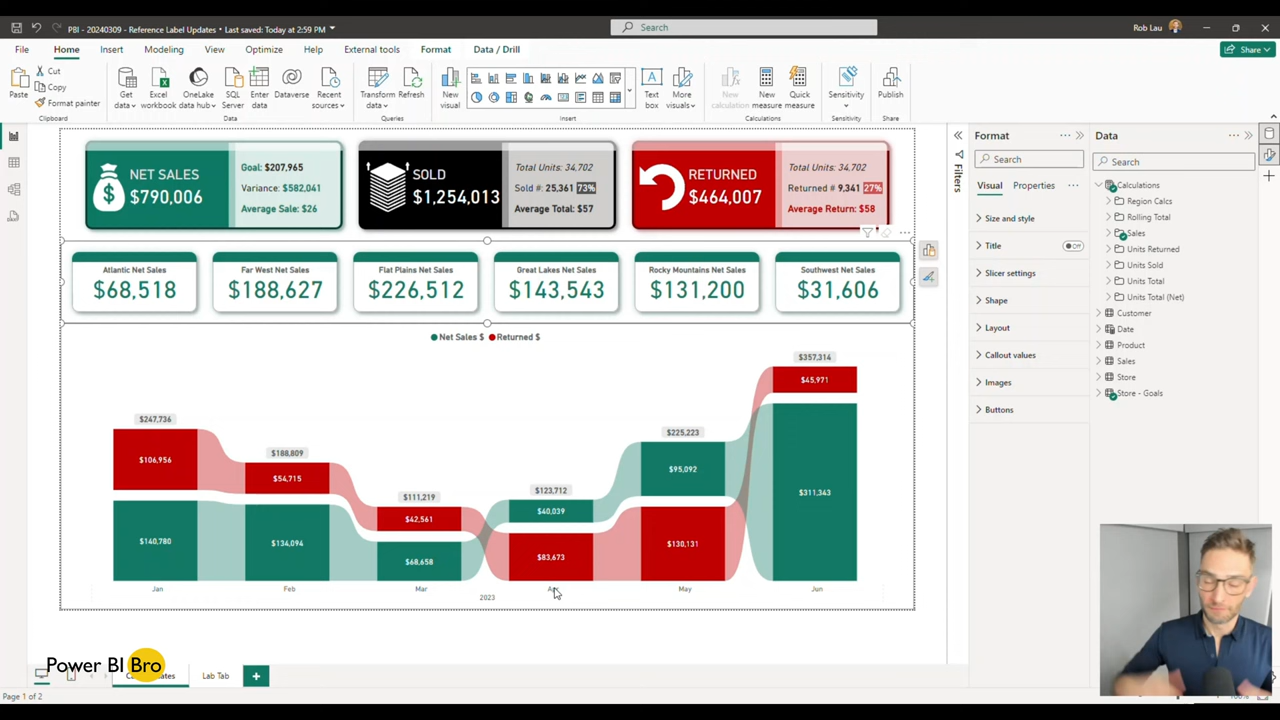 PBI - 20240309 - Reference Label Updates • Last saved: Today at 2:59 PM
Search
Rob Lau
File Home Insert Modeling View Optimize Help External tools Format Data / Drill
Share
Paste
Cut
Copy
Format painter
Clipboard
Get data
Excel workbook
OneLake data hub
SQL Server
Enter data
Dataverse
Recent sources
Data
Transform data
Refresh
Queries
New visual
Text box
More visuals
Insert
New calculation
New measure
Quick measure
Calculations
Sensitivity
Sensitivity
Publish
Share
NET SALES
$790,006
Goal: $207,965
Variance: $582,041
Average Sale: $26
SOLD
$1,254,013
Total Units: 34,702
Sold #: 25,361 73%
Average Total: $57
RETURNED
$464,007
Total Units: 34,702
Returned # 9,341 27%
Average Return: $58
Atlantic Net Sales
$68,518
Far West Net Sales
$188,627
Flat Plains Net Sales
$226,512
Great Lakes Net Sales
$143,543
Rocky Mountains Net Sales
$131,200
Southwest Net Sales
$31,606
Net Sales $ Returned $
$247,736
$106,956
$140,780
$188,809
$54,715
$134,094
$111,219
$42,561
$68,658
$123,712
$40,039
$83,673
$225,223
$95,092
$130,131
$357,314
$45,971
$311,343
Jan Feb Mar May Jun
2023
Filters
Format
Search
Visual Properties
Size and style
Title Off
Slicer settings
Shape
Layout
Callout values
Images
Buttons
Data
Search
Calculations
Region Calcs
Rolling Total
Sales
Units Returned
Units Sold
Units Total
Units Total (Net)
Customer
Date
Product
Sales
Store
Store - Goals
Power BI Bro
Lab Tab
Page 1 of 2